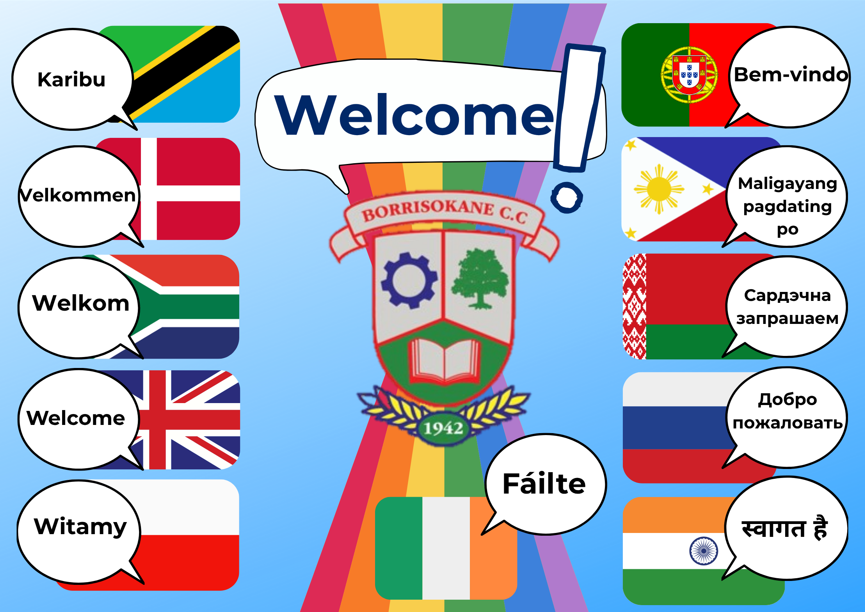 Welcome!
BORRISOKANE C.C
1942
Karibu
Velkommen
Welkom
Welcome
Witamy
Fáilte
Bem-vindo
Maligayang
pagdating
po
Сардэчна
запрашаем
Добро
пожаловать
स्वागत है